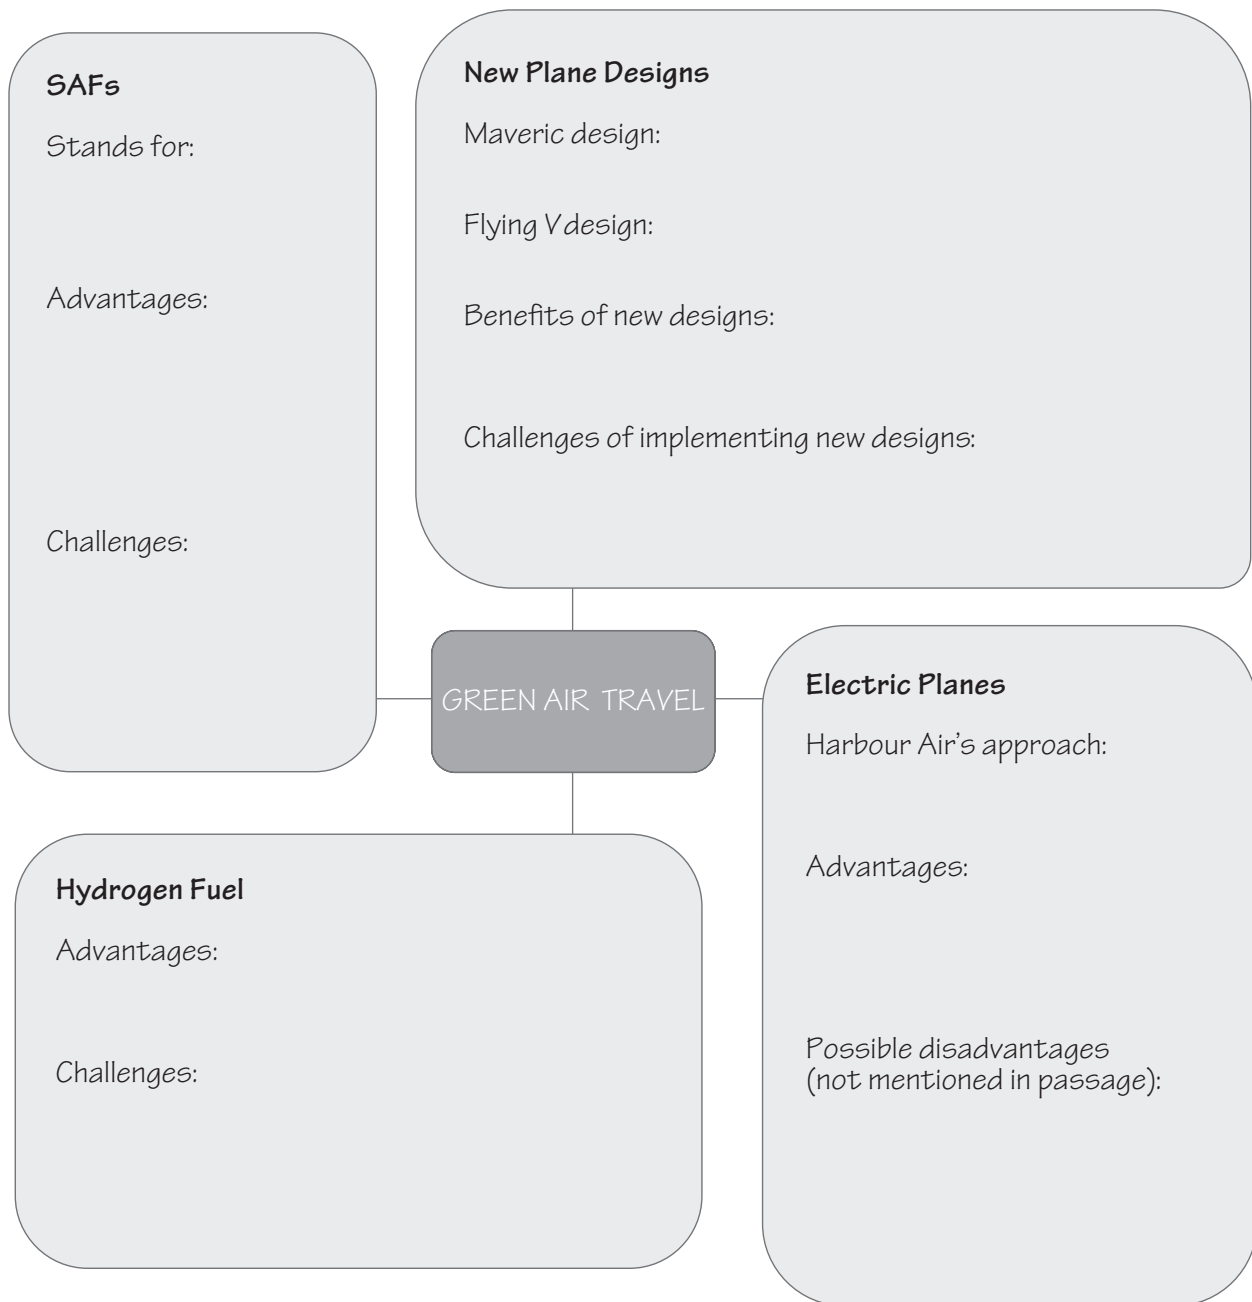 SAFs
Stands for:
Advantages:
Challenges:
New Plane Designs
Maveric design:
Flying V design:
Benefits of new designs:
Challenges of implementing new designs:
GREEN AIR TRAVEL
Electric Planes
Harbour Air's approach:
Advantages:
Possible disadvantages
(not mentioned in passage):
Hydrogen Fuel
Advantages:
Challenges: